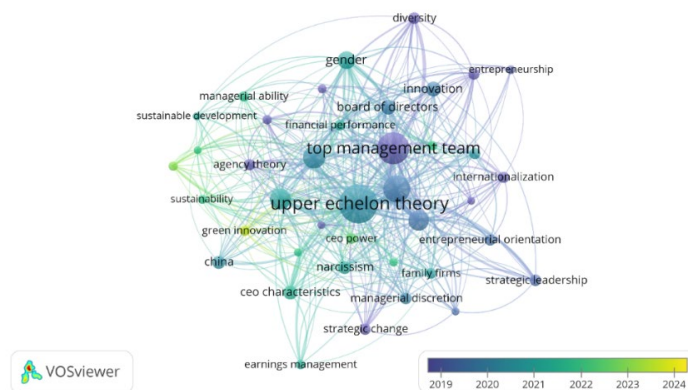 diversity
gender
entrepreneurship
innovation
managerial ability
board of directors
sustainable development
financial performance
top management team
agency theory
internationalization
sustainability
upper echelon theory
green innovation
ceo power
entrepreneurial orientation
china
narcissism
family firms
strategic leadership
ceo characteristics
managerial discretion
strategic change
earnings management
VOSviewer
2019 2020 2021 2022 2023 2024